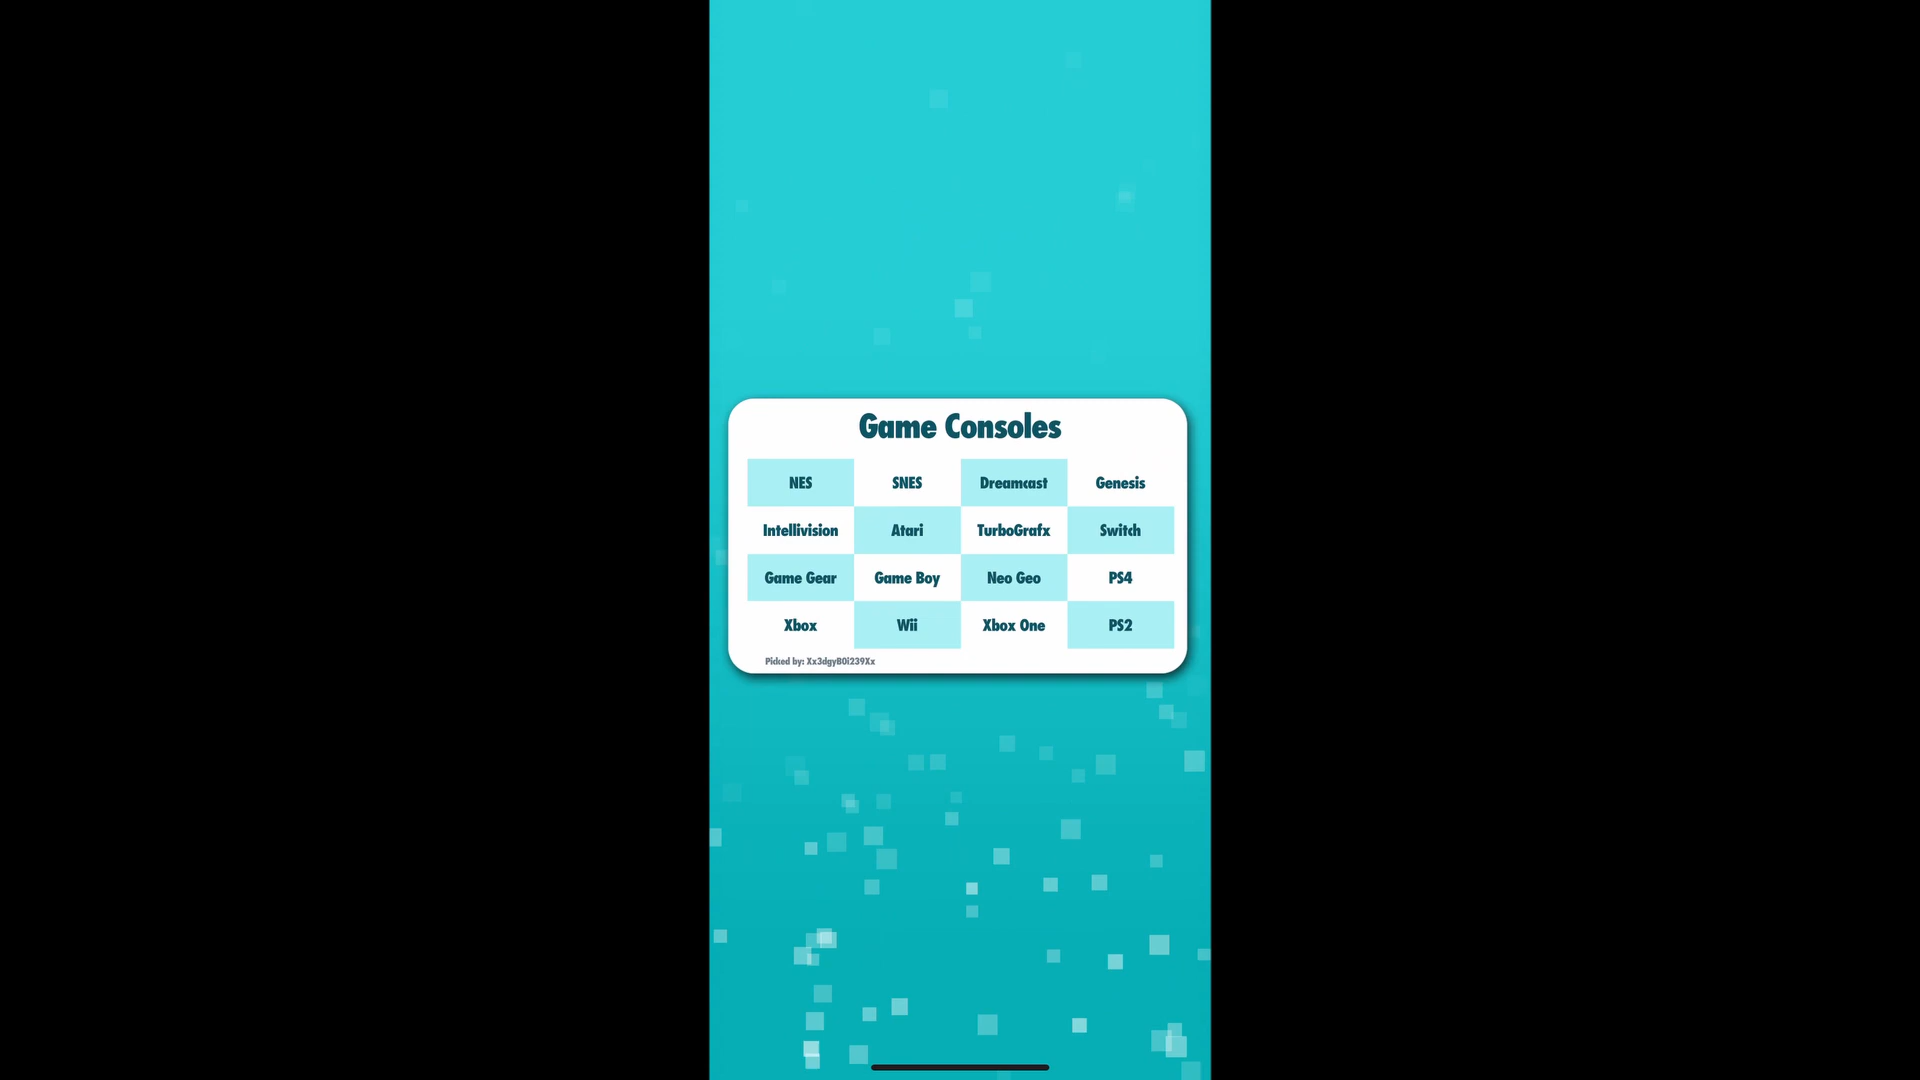 Game Consoles
NES SNES Dreamcast Genesis
Intellivision Atari TurboGrafx Switch
Game Gear Game Boy Neo Geo PS4
Xbox Wii Xbox One PS2
Picked by: Xx3dgyB0i239Xx